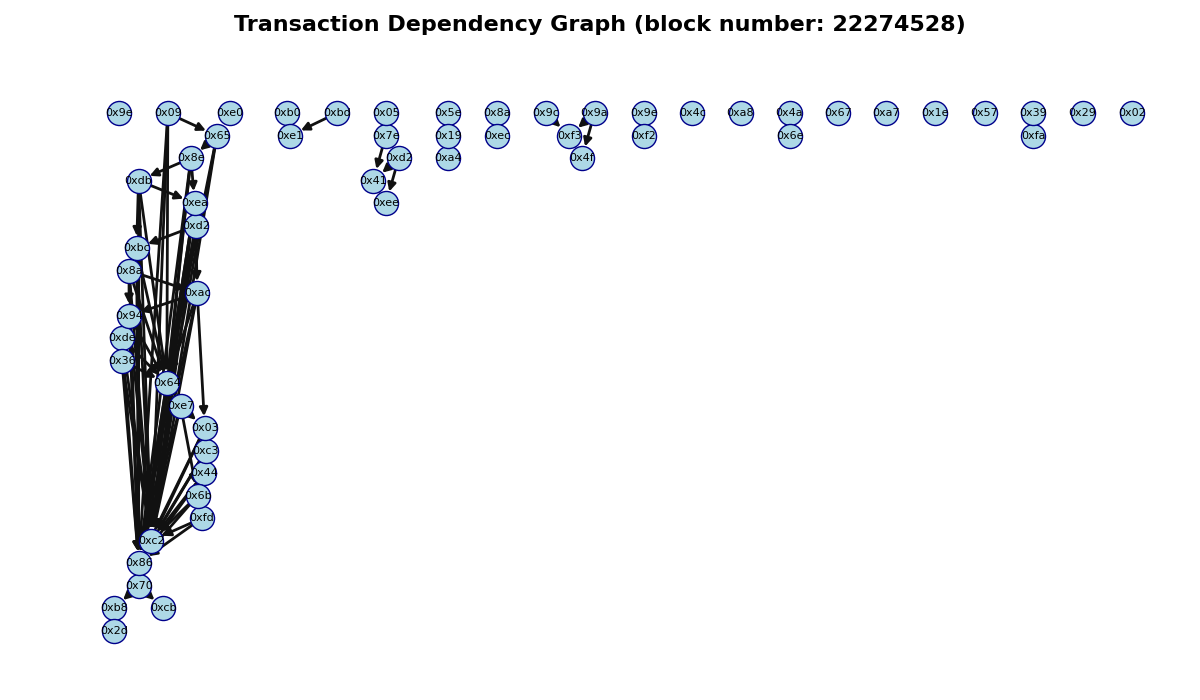 Transaction Dependency Graph (block number: 22274528)
0x9e 0x09 0xe0 0xb0 0xbd 0x05 0x5e 0x8a 0x9c 0x9a 0x9e 0x4c 0xa8 0x4a 0x67 0xa7 0x1e 0x57 0x39 0x29 0x02
0x65 0xe1 0x7e 0x19 0xec 0xf3 0xf2 0x6e 0xfa
0x8e 0xd2 0xa4 0x4f
0xdb 0x41
0xea 0xee
0xd2
0xbc
0x8a
0xac
0x94
0xde
0x36
0x64
0xe7
0x03
0xc3
0x44
0x6b
0xfd
0xc2
0x86
0x70
0xb8 0xcb
0x2d